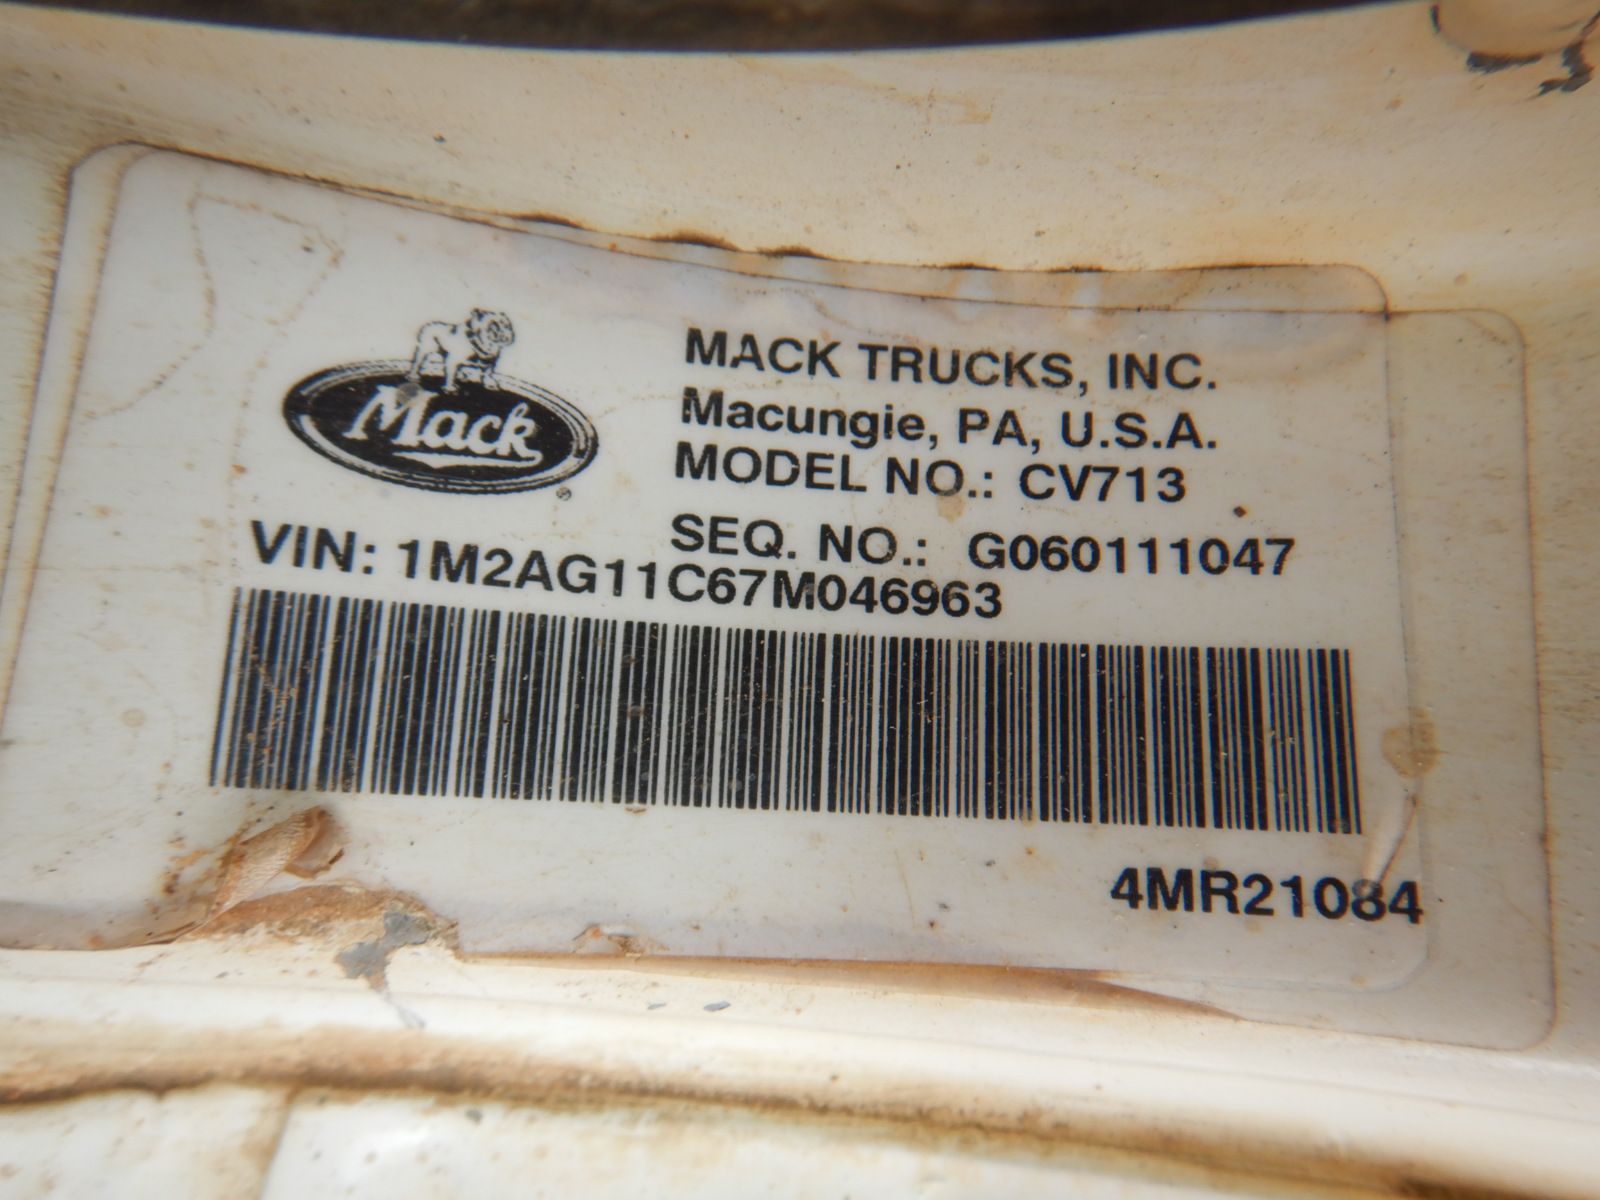 Mack
MACK TRUCKS, INC.
Macungie, PA, U.S.A.
MODEL NO.: CV713
SEQ. NO.: G060111047
VIN: 1M2AG11C67M046963
4MR21084